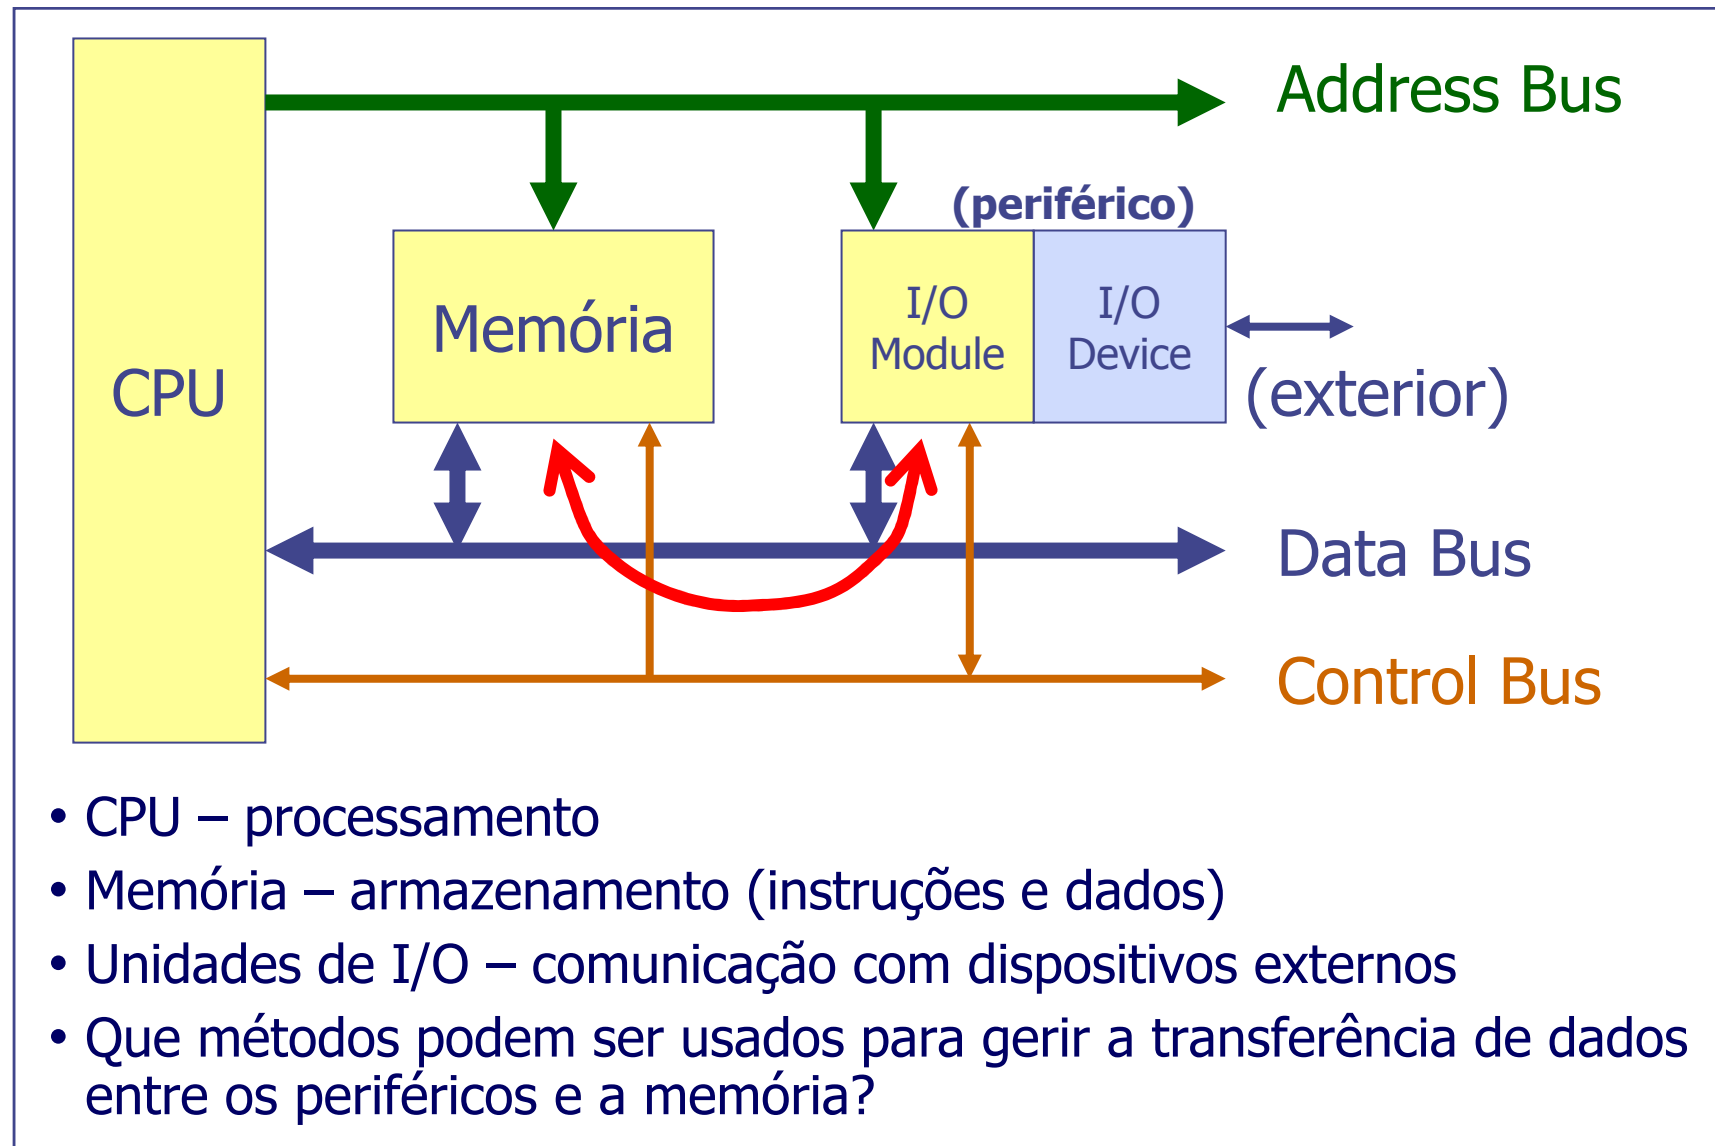 Address Bus
(periférico)
CPU
Memória
I/O
Module
I/O
Device
(exterior)
Data Bus
Control Bus
• CPU – processamento
• Memória – armazenamento (instruções e dados)
• Unidades de I/O – comunicação com dispositivos externos
• Que métodos podem ser usados para gerir a transferência de dados
entre os periféricos e a memória?